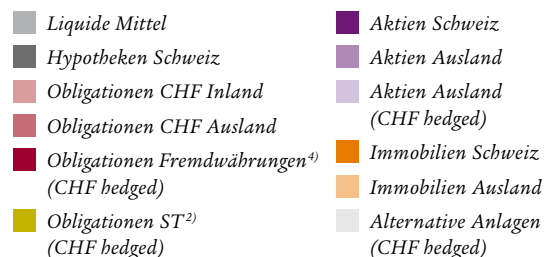 Liquide Mittel
Hypotheken Schweiz
Obligationen CHF Inland
Obligationen CHF Ausland
Obligationen Fremdwährungen4)
(CHF hedged)
Obligationen ST2)
(CHF hedged)
Aktien Schweiz
Aktien Ausland
Aktien Ausland
(CHF hedged)
Immobilien Schweiz
Immobilien Ausland
Alternative Anlagen
(CHF hedged)